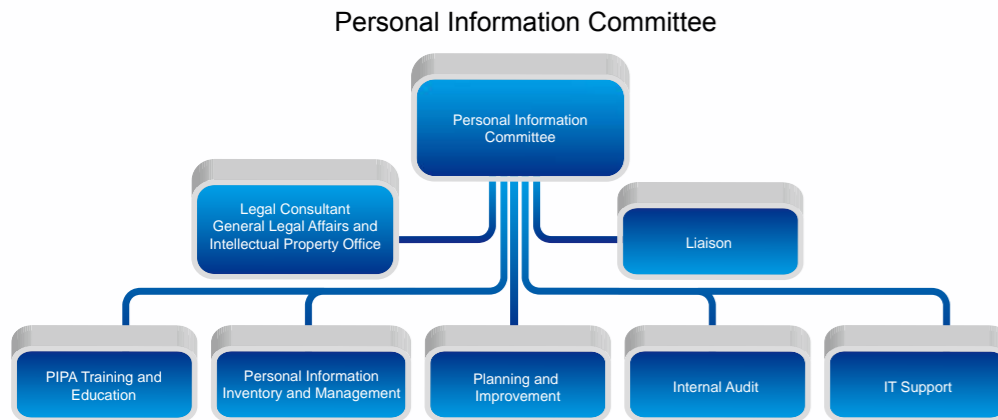 Personal Information Committee
Personal Information
Committee
Legal Consultant
General Legal Affairs and
Intellectual Property Office
Liaison
PIPA Training and
Education
Personal Information
Inventory and Management
Planning and
Improvement
Internal Audit
IT Support